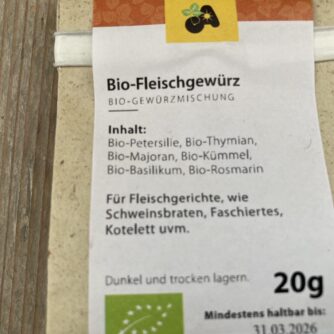 Bio-Fleischgewürz
BIO-GEWÜRZMISCHUNG
Inhalt:
Bio-Petersilie, Bio-Thymian,
Bio-Majoran, Bio-Kümmel,
Bio-Basilikum, Bio-Rosmarin
Für Fleischgerichte, wie
Schweinsbraten, Faschiertes,
Kotelett uvm.
Dunkel und trocken lagern.
20g
Mindestens haltbar bis:
31.03.2026